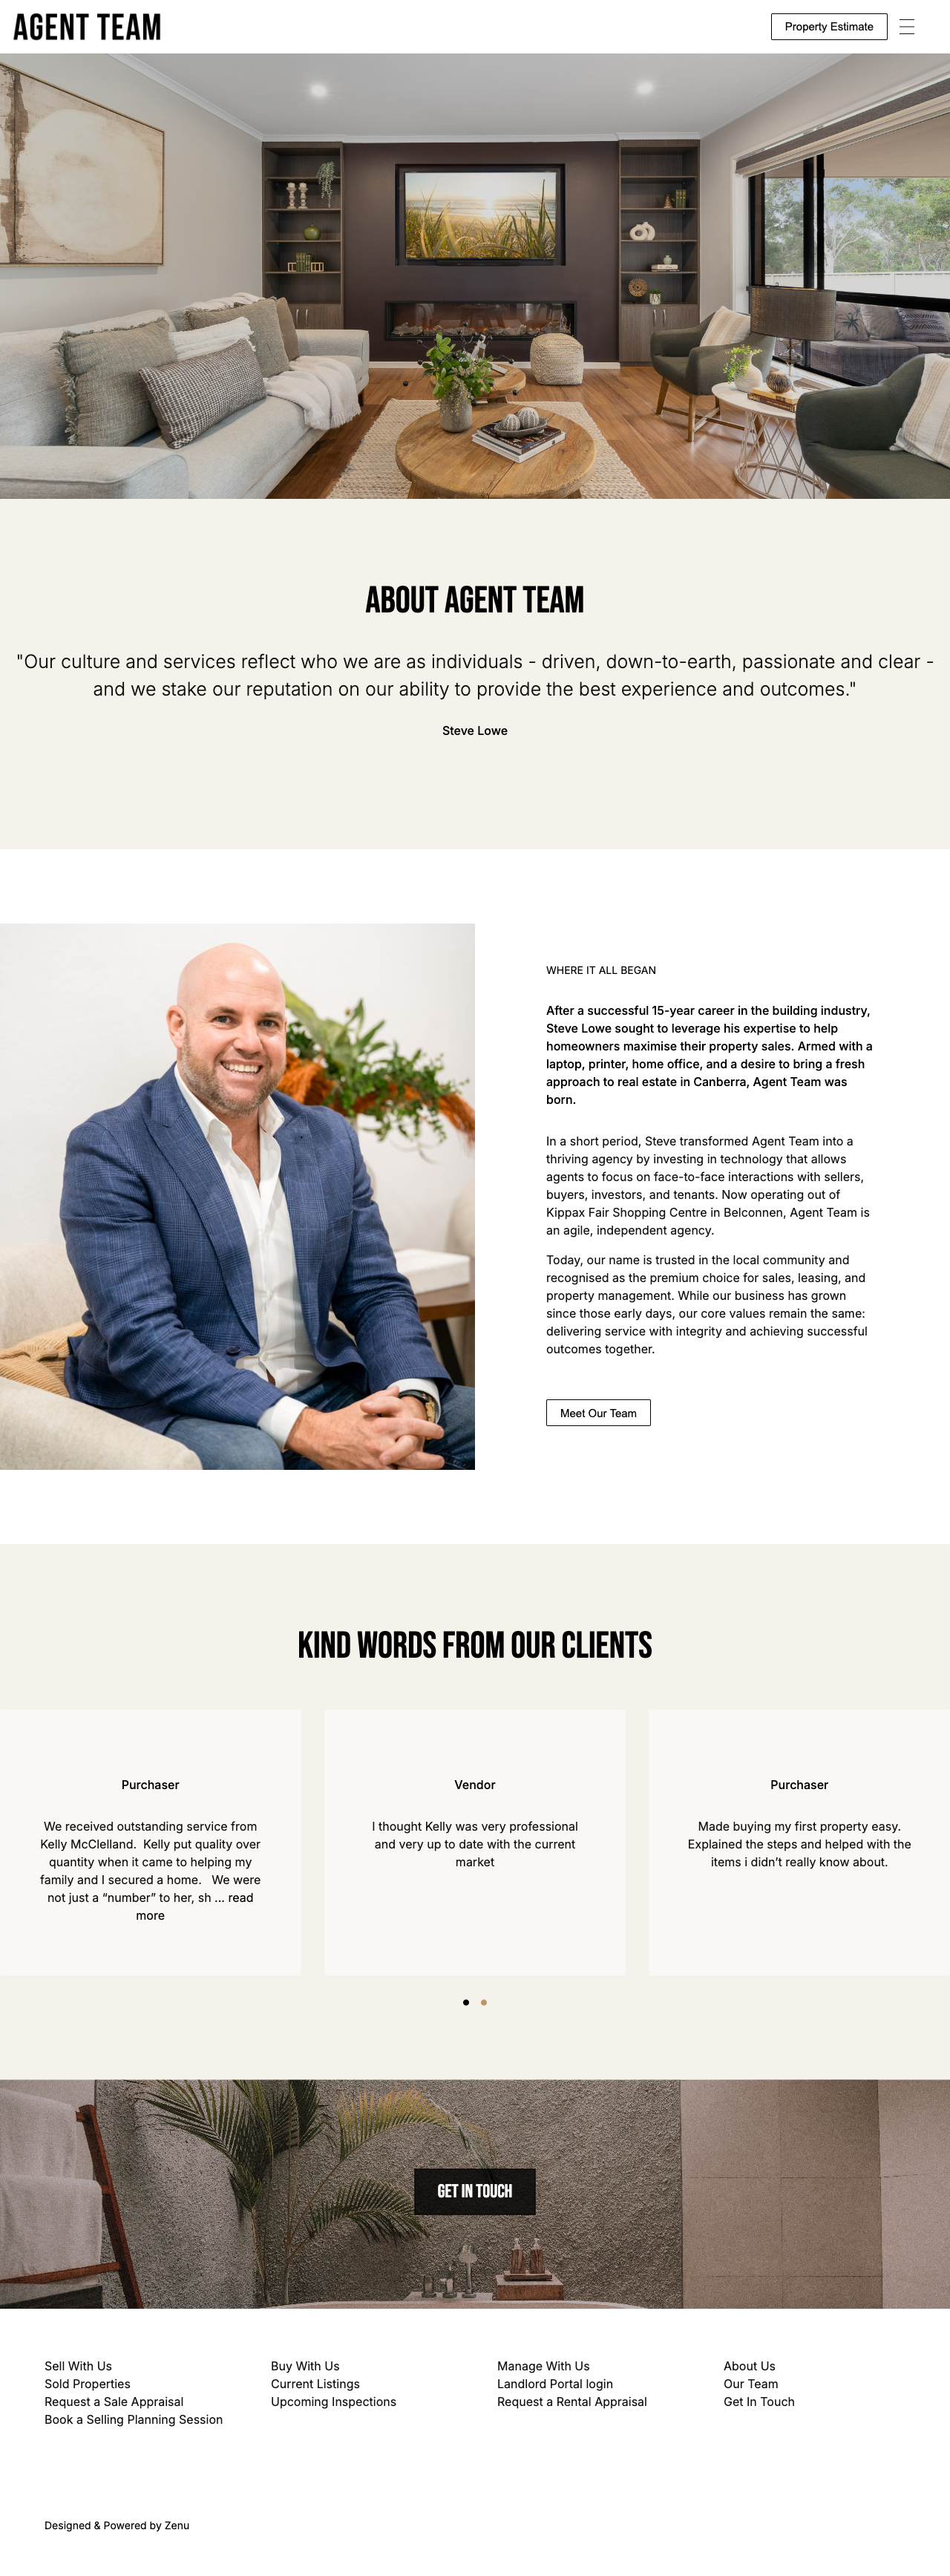 AGENT TEAM
Property Estimate
ABOUT AGENT TEAM
"Our culture and services reflect who we are as individuals - driven, down-to-earth, passionate and clear -
and we stake our reputation on our ability to provide the best experience and outcomes."
Steve Lowe
WHERE IT ALL BEGAN
After a successful 15-year career in the building industry,
Steve Lowe sought to leverage his expertise to help
homeowners maximise their property sales. Armed with a
laptop, printer, home office, and a desire to bring a fresh
approach to real estate in Canberra, Agent Team was
born.
In a short period, Steve transformed Agent Team into a
thriving agency by investing in technology that allows
agents to focus on face-to-face interactions with sellers,
buyers, investors, and tenants. Now operating out of
Kippax Fair Shopping Centre in Belconnen, Agent Team is
an agile, independent agency.
Today, our name is trusted in the local community and
recognised as the premium choice for sales, leasing, and
property management. While our business has grown
since those early days, our core values remain the same:
delivering service with integrity and achieving successful
outcomes together.
Meet Our Team
KIND WORDS FROM OUR CLIENTS
Purchaser
We received outstanding service from
Kelly McClelland.  Kelly put quality over
quantity when it came to helping my
family and I secured a home.   We were
not just a “number” to her, sh ... read
more
Vendor
I thought Kelly was very professional
and very up to date with the current
market
Purchaser
Made buying my first property easy.
Explained the steps and helped with the
items i didn’t really know about.
GET IN TOUCH
Sell With Us
Sold Properties
Request a Sale Appraisal
Book a Selling Planning Session
Buy With Us
Current Listings
Upcoming Inspections
Manage With Us
Landlord Portal login
Request a Rental Appraisal
About Us
Our Team
Get In Touch
Designed & Powered by Zenu